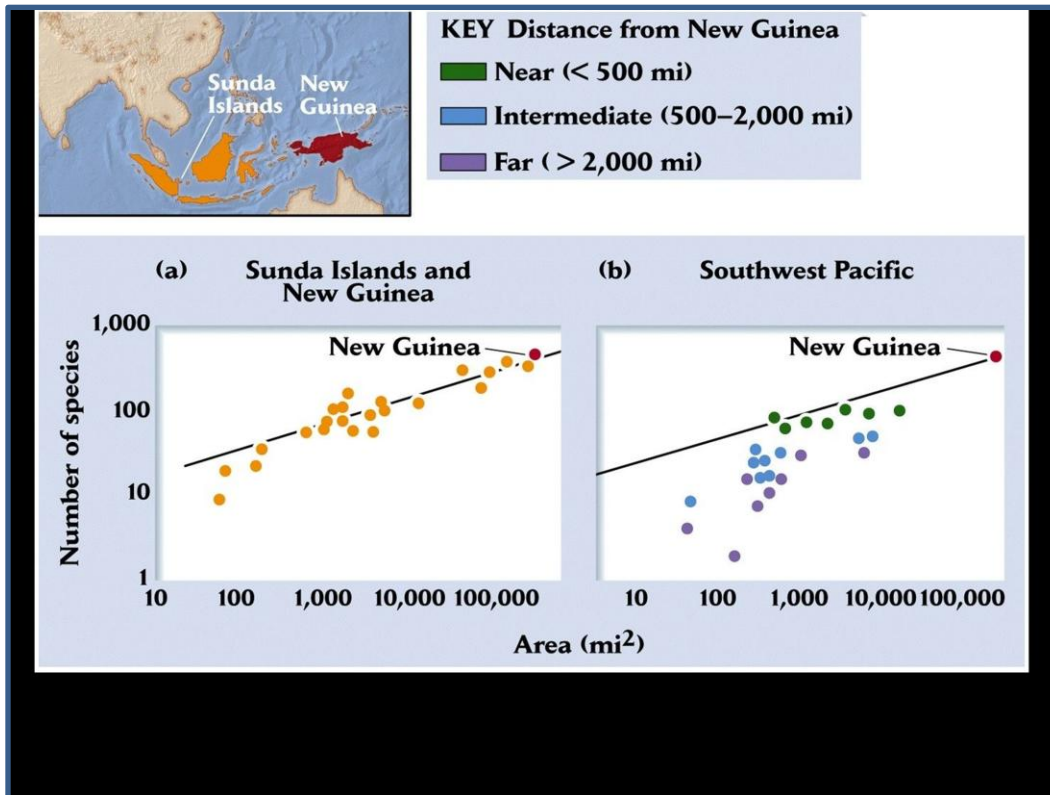 Sunda
Islands
New
Guinea
KEY Distance from New Guinea
Near (< 500 mi)
Intermediate (500–2,000 mi)
Far (> 2,000 mi)
(a) Sunda Islands and
New Guinea
(b) Southwest Pacific
Number of species
1,000
100
10
1
New Guinea
New Guinea
10 100 1,000 10,000 100,000
10 100 1,000 10,000 100,000
Area (mi²)